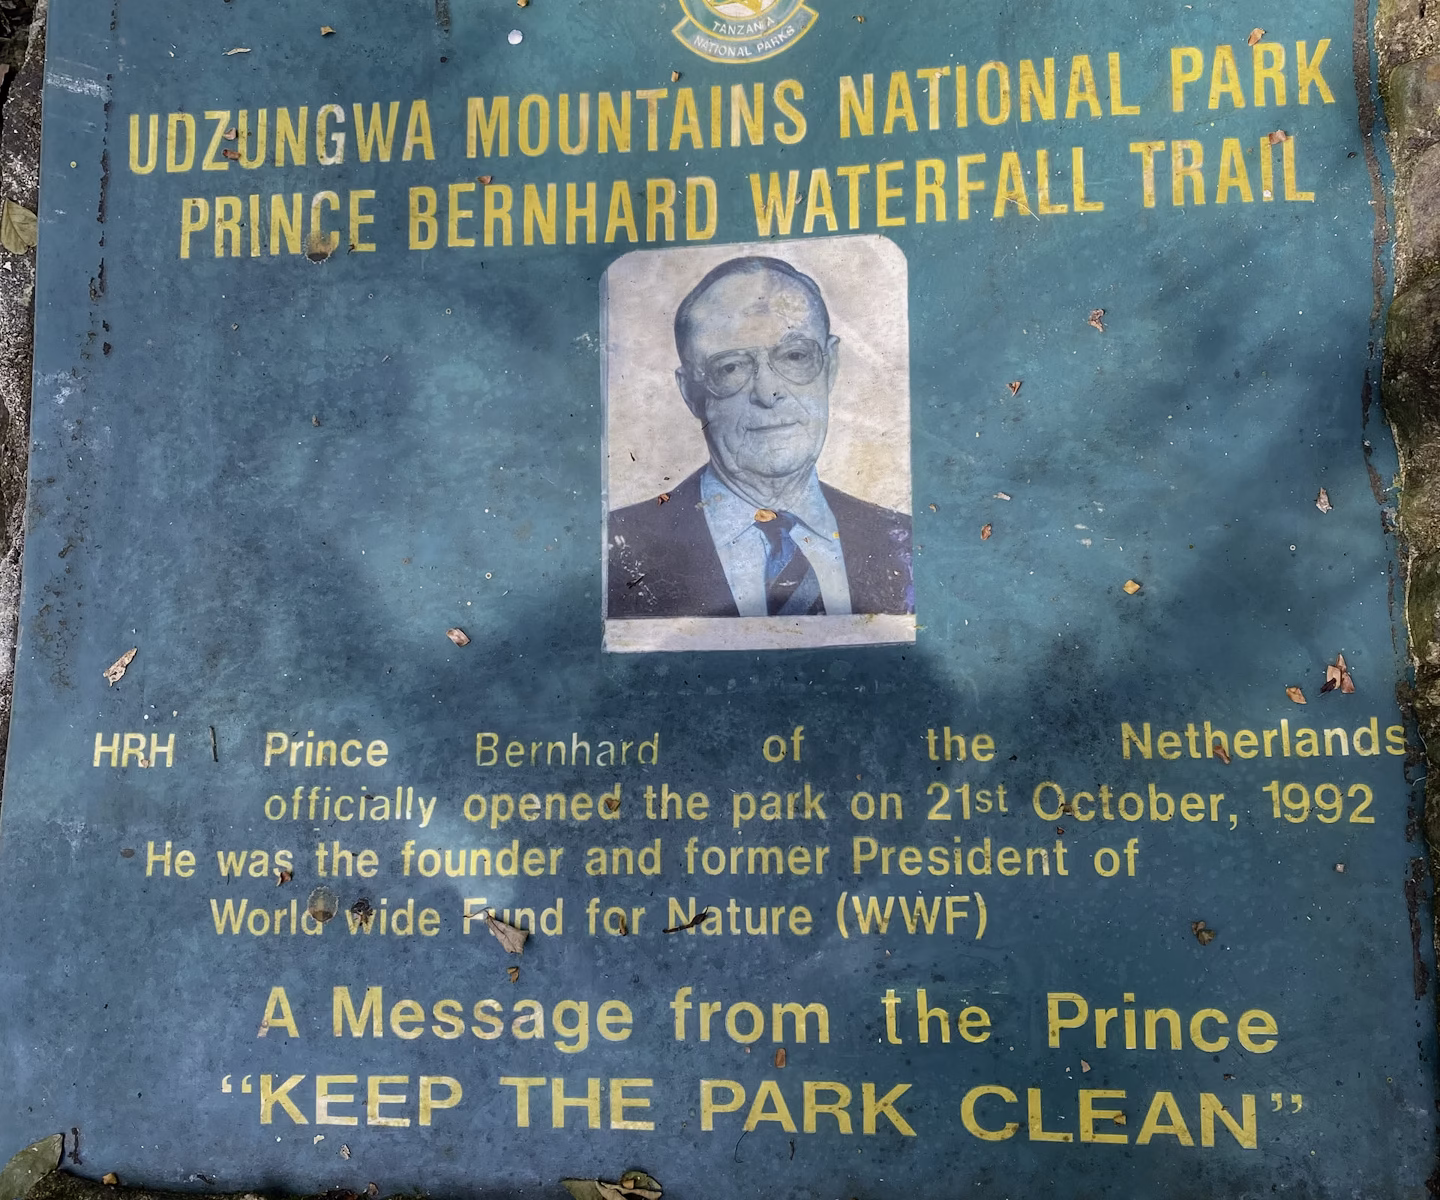 TANZANIA
NATIONAL PARKS
UDZUNGWA MOUNTAINS NATIONAL PARK
PRINCE BERNHARD WATERFALL TRAIL
HRH Prince Bernhard of the Netherlands
officially opened the park on 21st October, 1992
He was the founder and former President of
World wide Fund for Nature (WWF)
A Message from the Prince
“KEEP THE PARK CLEAN”